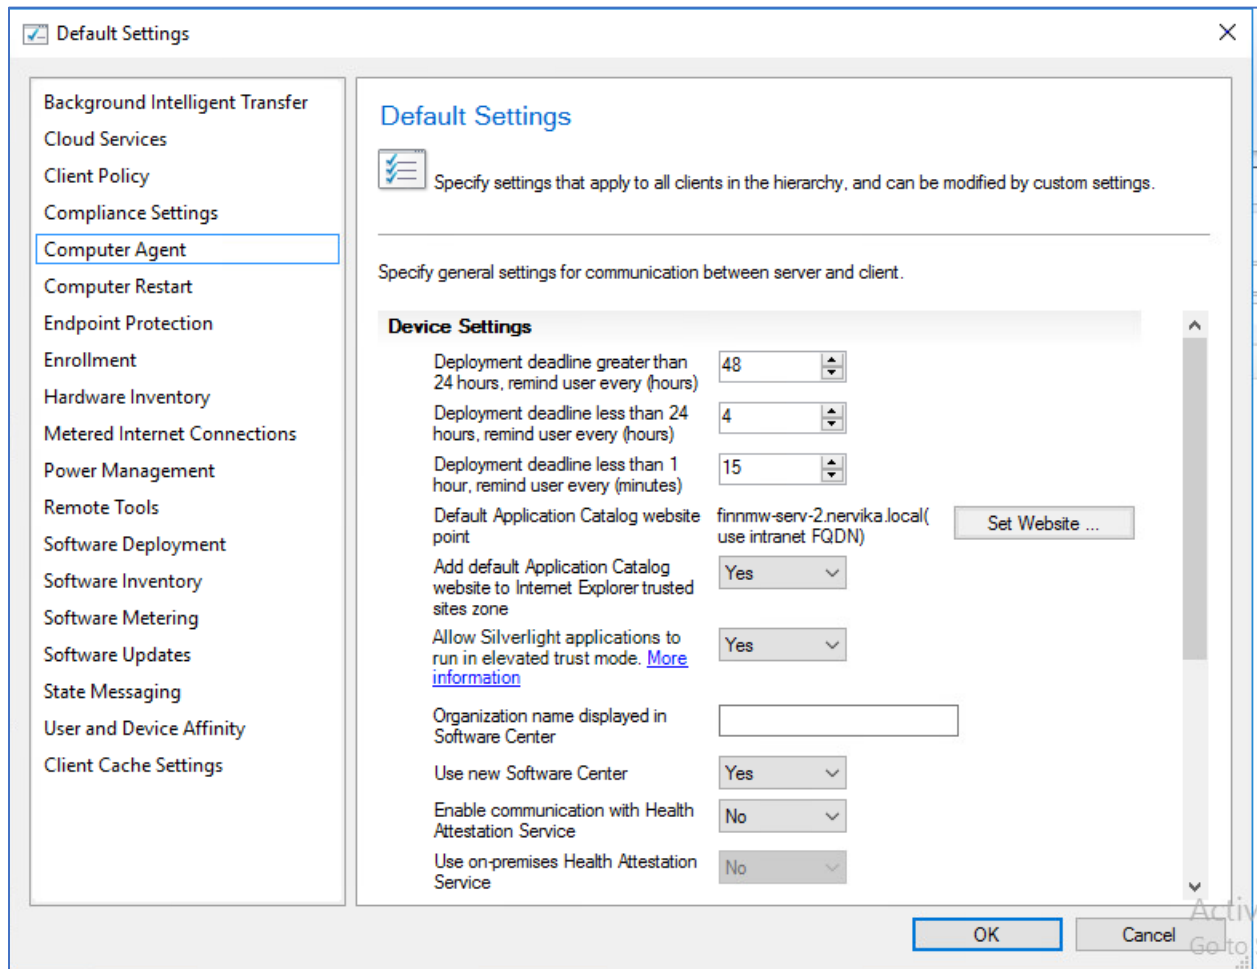 Default Settings
Background Intelligent Transfer
Cloud Services
Client Policy
Compliance Settings
Computer Agent
Computer Restart
Endpoint Protection
Enrollment
Hardware Inventory
Metered Internet Connections
Power Management
Remote Tools
Software Deployment
Software Inventory
Software Metering
Software Updates
State Messaging
User and Device Affinity
Client Cache Settings
Default Settings
Specify settings that apply to all clients in the hierarchy, and can be modified by custom settings.
Specify general settings for communication between server and client.
Device Settings
Deployment deadline greater than
24 hours, remind user every (hours)
48
Deployment deadline less than 24
hours, remind user every (hours)
4
Deployment deadline less than 1
hour, remind user every (minutes)
15
Default Application Catalog website
point
finnmw-serv-2.nervika.local(
use intranet FQDN)
Set Website ...
Add default Application Catalog
website to Internet Explorer trusted
sites zone
Yes
Allow Silverlight applications to
run in elevated trust mode. More
information
Yes
Organization name displayed in
Software Center
Use new Software Center
Yes
Enable communication with Health
Attestation Service
No
Use on-premises Health Attestation
Service
No
OK
Cancel
Activ
Go to